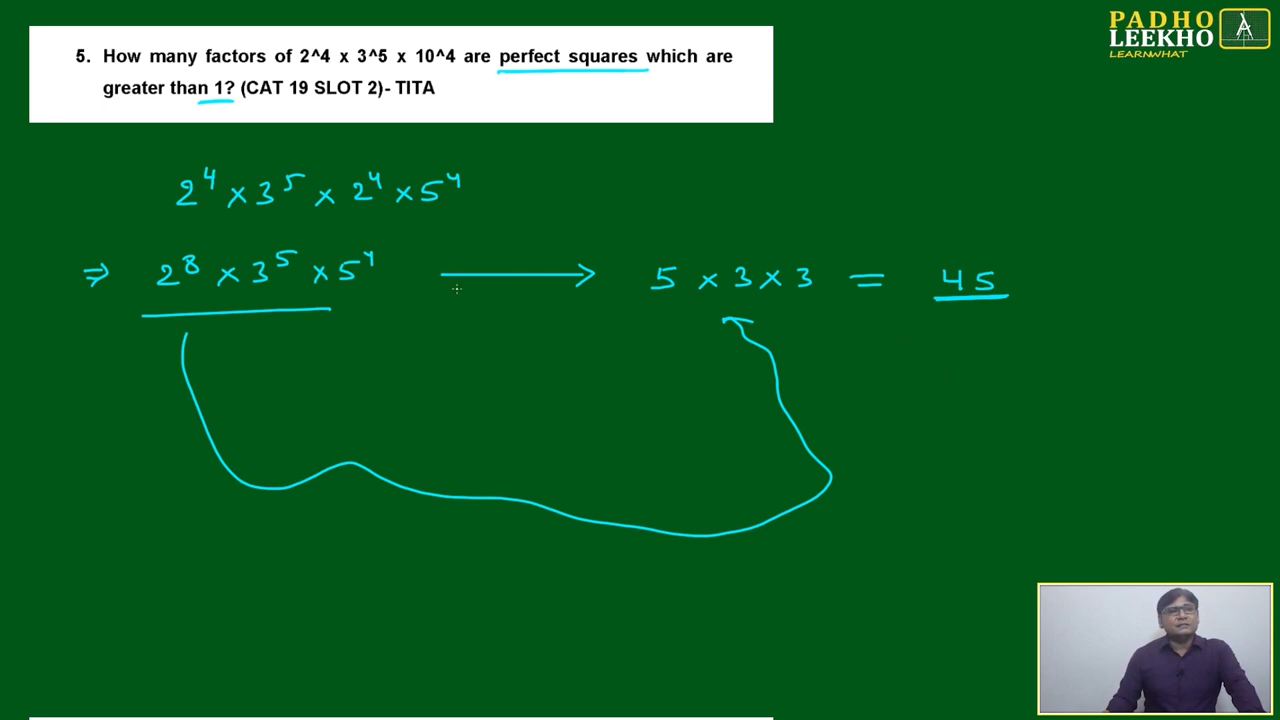 PADHO
LEEKHO
LEARNWHAT
5. How many factors of 2^4 x 3^5 x 10^4 are perfect squares which are
greater than 1? (CAT 19 SLOT 2)- TITA
2⁴ × 3⁵ × 2⁴ × 5⁴
⇒ 2⁸ × 3⁵ × 5⁴ → 5 × 3 × 3 = 45